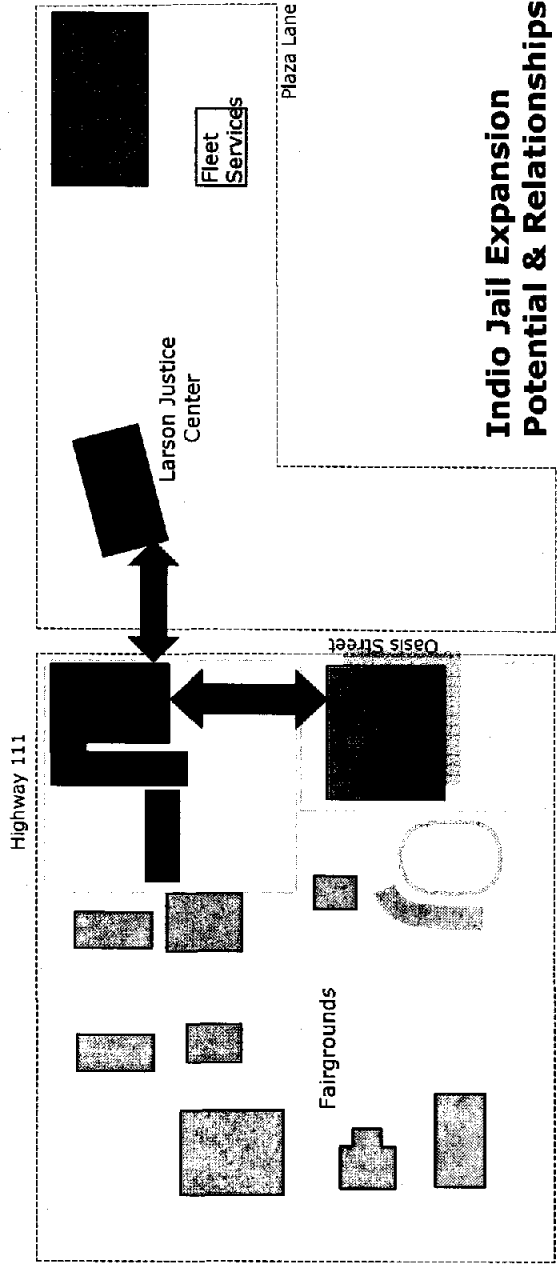 Highway 111
Plaza Lane
Fleet
Services
Larson Justice
Center
Oasis Street
Fairgrounds
Indio Jail Expansion
Potential & Relationships